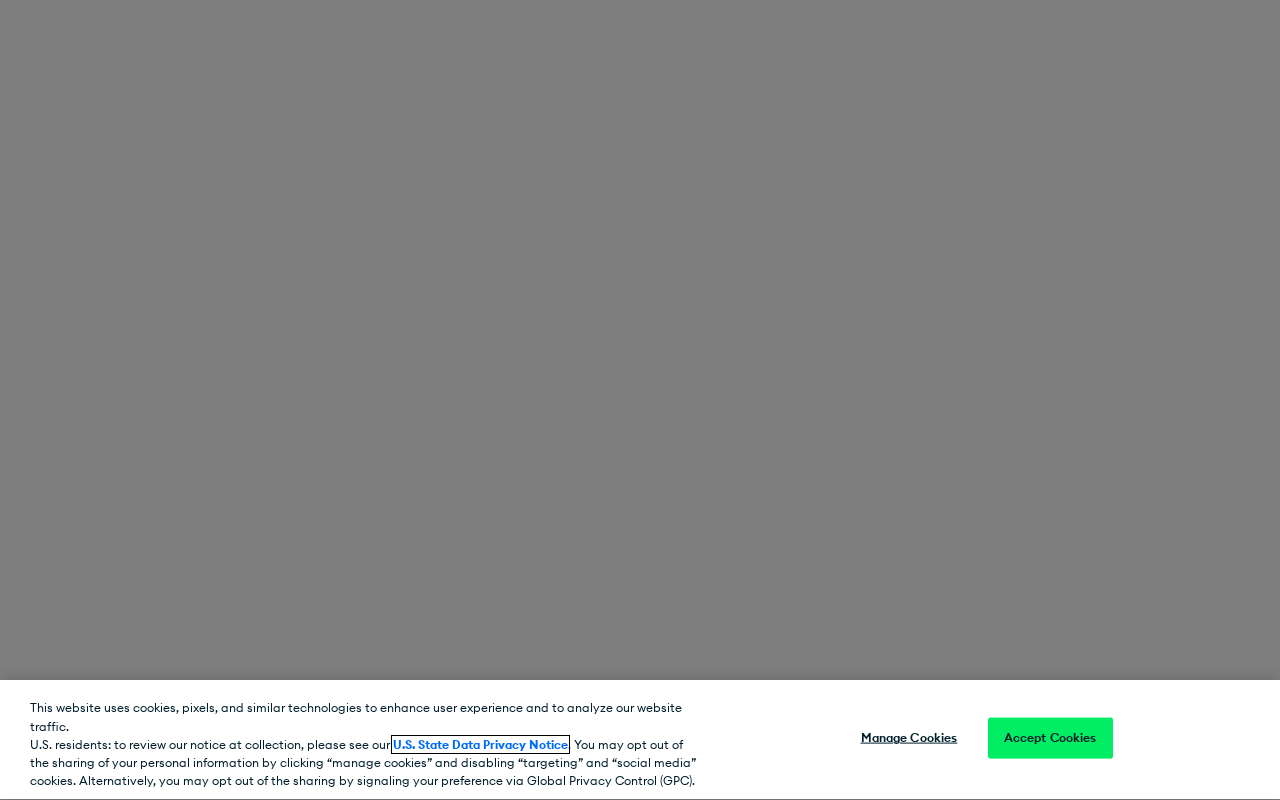 This website uses cookies, pixels, and similar technologies to enhance user experience and to analyze our website
traffic.
U.S. residents: to review our notice at collection, please see our U.S. State Data Privacy Notice. You may opt out of
the sharing of your personal information by clicking “manage cookies” and disabling “targeting” and “social media”
cookies. Alternatively, you may opt out of the sharing by signaling your preference via Global Privacy Control (GPC).
Manage Cookies
Accept Cookies